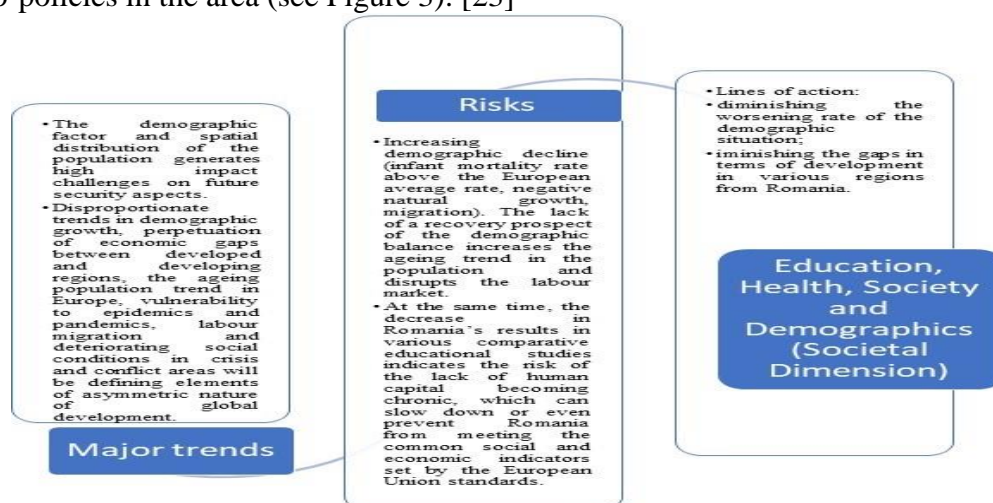 policies in the area (see Figure 3). [23]
• The demographic
factor and spatial
distribution of the
population generates
high impact
challenges on future
security aspects.
• Disproportionate
trends in demographic
growth, perpetuation
of economic gaps
between developed
and developing
regions, the ageing
population trend in
Europe, vulnerability
to epidemics and
pandemics, labour
migration and
deteriorating social
conditions in crisis
and conflict areas will
be defining elements
of asymmetric nature
of global
development.
Major trends
Risks
• Increasing
demographic decline
(infant mortality rate
above the European
average rate, negative
natural growth,
migration). The lack
of a recovery prospect
of the demographic
balance increases the
ageing trend in the
population and
disrupts the labour
market.
• At the same time, the
decrease in
Romania's results in
various comparative
educational studies
indicates the risk of
the lack of human
capital becoming
chronic, which can
slow down or even
prevent Romania
from meeting the
common social and
economic indicators
set by the European
Union standards.
• Lines of action:
• diminishing the
worsening rate of the
demographic
situation;
• iminishing the gaps in
terms of development
in various regions
from Romania.
Education,
Health, Society
and
Demographics
(Societal
Dimension)